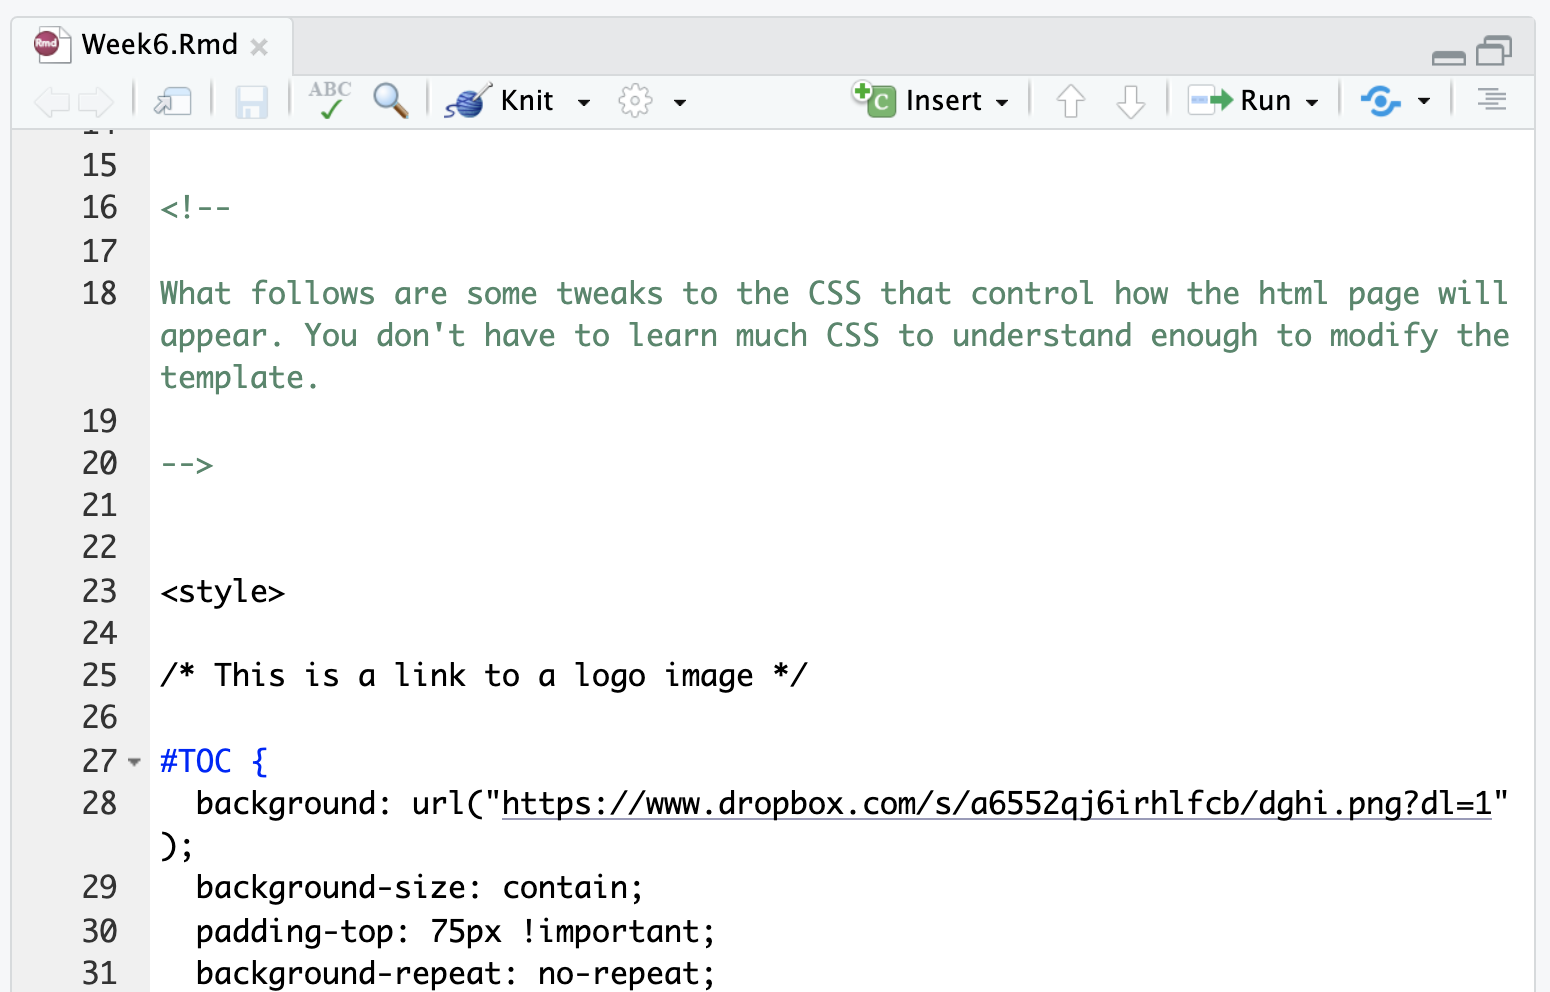 Rmd Week6.Rmd
ABC Knit C Insert Run
14
15
16 <!--
17
18 What follows are some tweaks to the CSS that control how the html page will
appear. You don't have to learn much CSS to understand enough to modify the
template.
19
20 -->
21
22
23 <style>
24
25 /* This is a link to a logo image */
26
27 #TOC {
28   background: url("https://www.dropbox.com/s/a6552qj6irhlfcb/dghi.png?dl=1"
);
29   background-size: contain;
30   padding-top: 75px !important;
31   background-repeat: no-repeat;